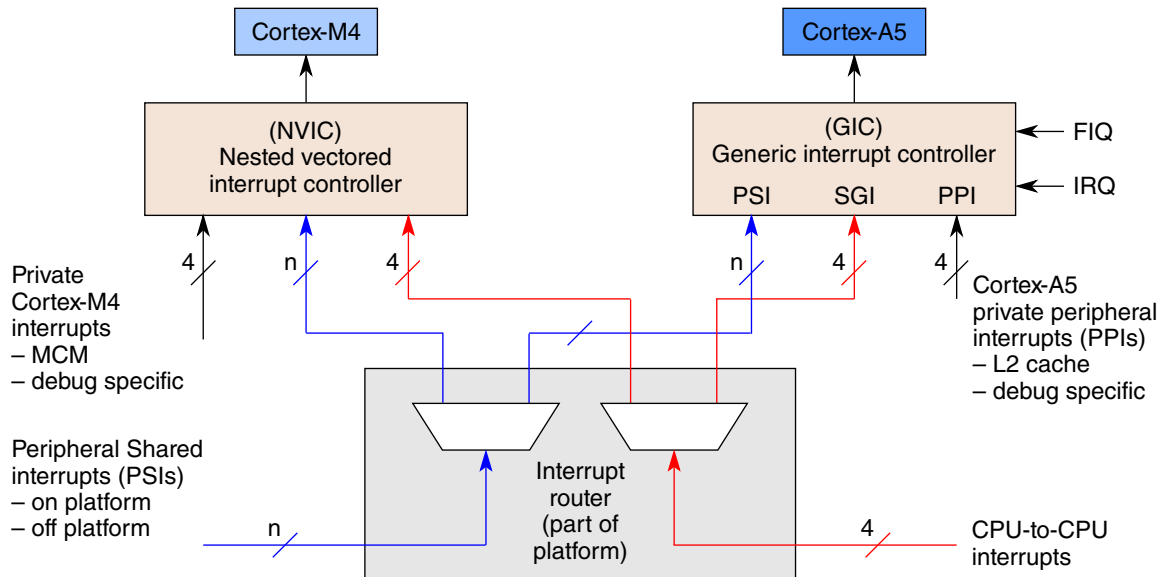 Cortex-M4
Cortex-A5
(NVIC)
Nested vectored
interrupt controller
(GIC)
Generic interrupt controller
PSI
SGI
PPI
FIQ
IRQ
4
n
4
n
4
4
Private
Cortex-M4
interrupts
– MCM
– debug specific
Cortex-A5
private peripheral
interrupts (PPIs)
– L2 cache
– debug specific
Peripheral Shared
interrupts (PSIs)
– on platform
– off platform
n
Interrupt
router
(part of
platform)
4
CPU-to-CPU
interrupts